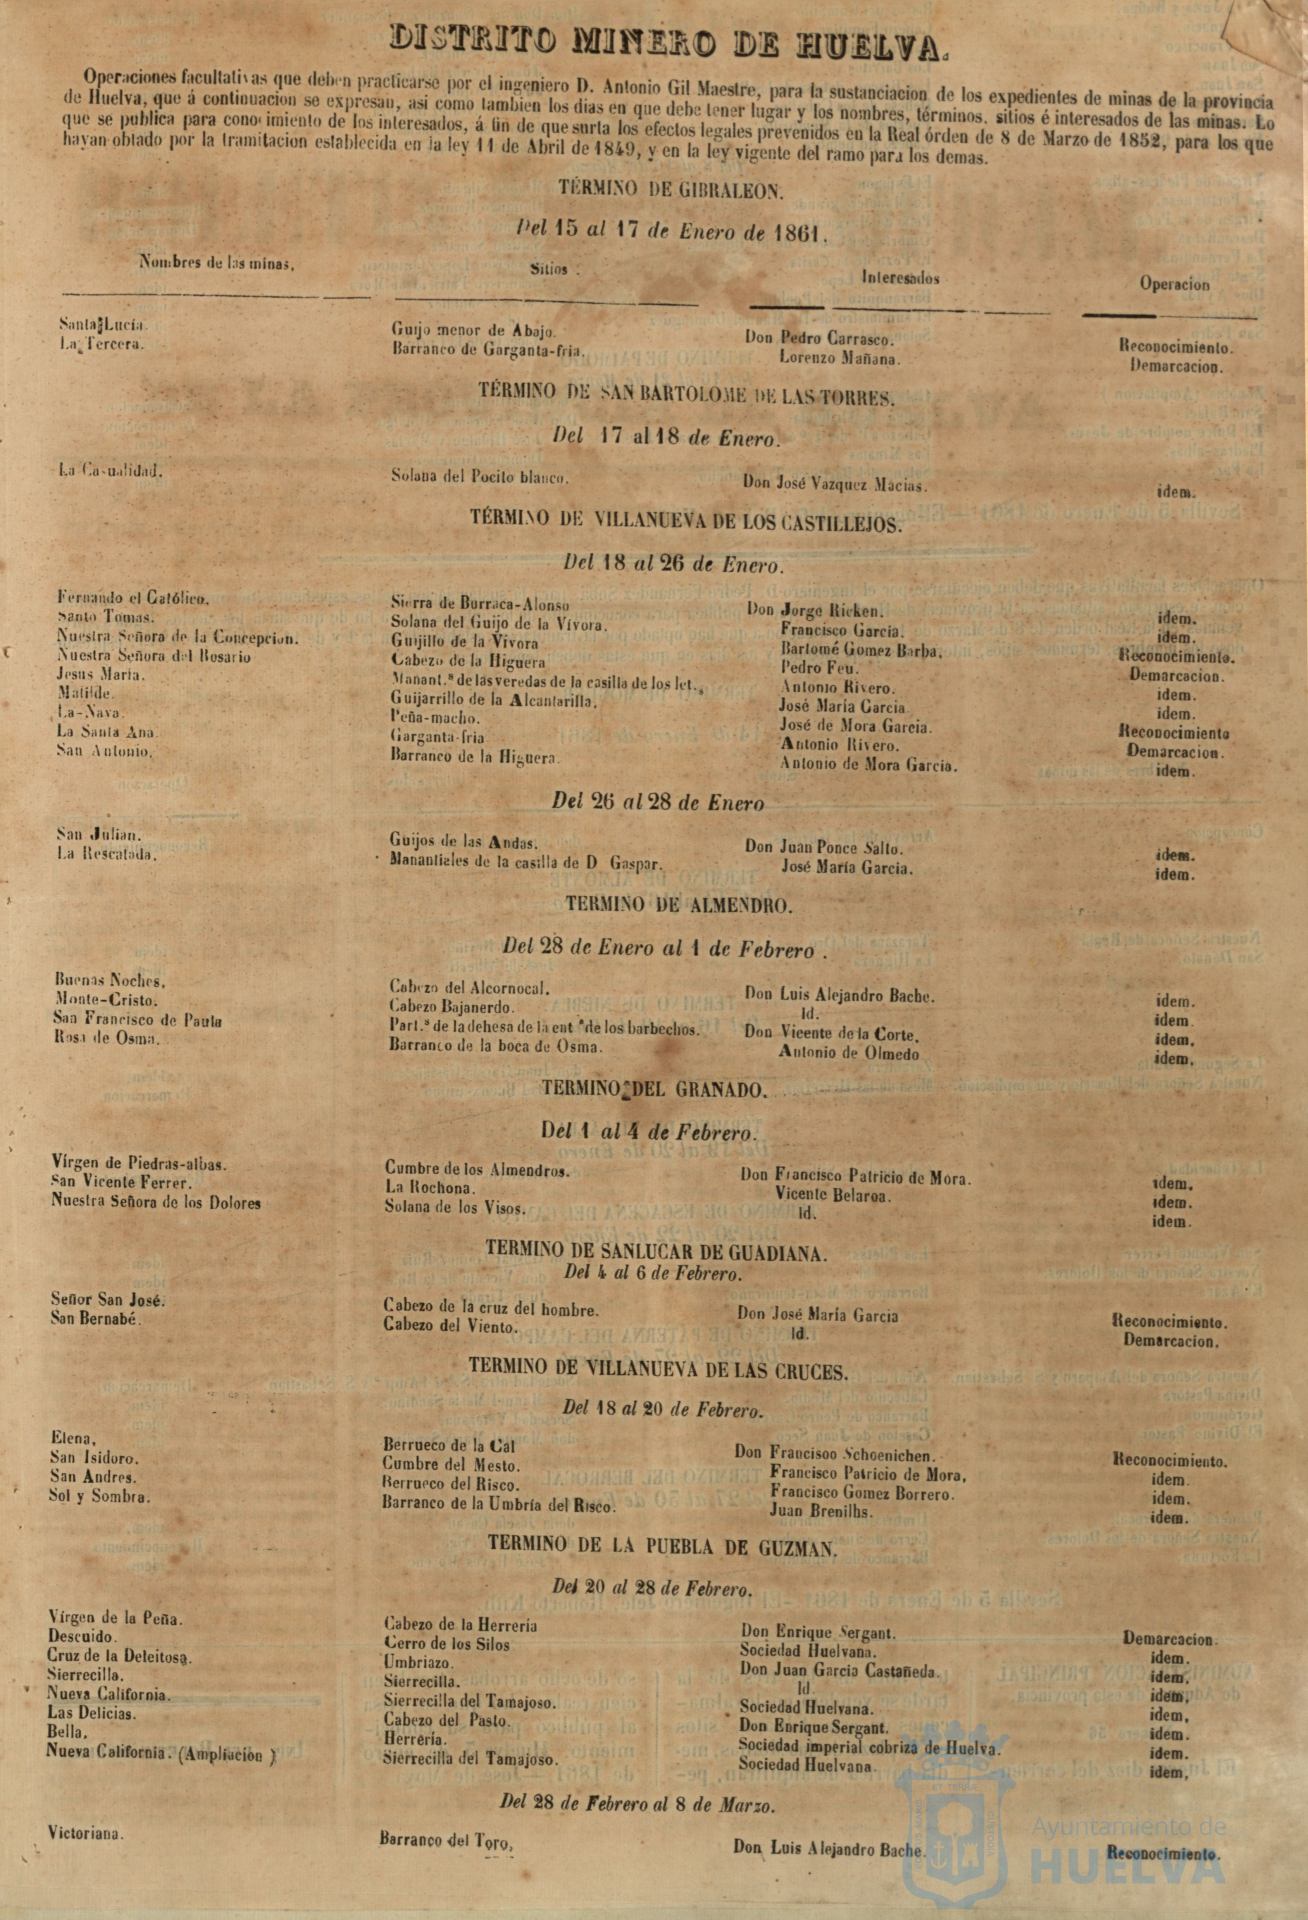 DISTRITO MINERO DE HUELVA.
Operaciones facultativas que deben practicarse por el ingeniero D. Antonio Gil Maestre, para la sustanciacion de los expedientes de minas de la provincia
de Huelva, que á continuacion se expresan, asi como tambien los dias en que debe tener lugar y los nombres, términos, sitios é interesados de las minas. Lo
que se publica para conocimiento de los interesados, á fin de que surta los efectos legales prevenidos en la Real órden de 8 de Marzo de 1852, para los que
hayan oblado por la tramitacion establecida en la ley 11 de Abril de 1849, y en la ley vigente del ramo para los demas.
TÉRMINO DE GIBRALEON.
Del 15 al 17 de Enero de 1861.
Nombres de las minas, Sitios. Interesados Operacion
Santa Lucía. Guijo menor de Abajo. Don Pedro Carrasco. Reconocimiento.
La Tercera. Barranco de Garganta-fria. Lorenzo Mañana. Demarcacion.
TÉRMINO DE SAN BARTOLOME DE LAS TORRES.
Del 17 al 18 de Enero.
La Casualidad. Solana del Pocito blanco. Don José Vazquez Macias. idem.
TÉRMINO DE VILLANUEVA DE LOS CASTILLEJOS.
Del 18 al 26 de Enero.
Fernando el Católico. Sierra de Burraca-Alonso Don Jorge Ricken. idem.
Santo Tomas. Solana del Guijo de la Vívora. Francisco García. idem.
Nuestra Señora de la Concepcion. Guijillo de la Vívora Bartomé Gomez Barba. Reconocimiento.
Nuestra Señora del Rosario Cabezo de la Higuera Pedro Feu. Demarcacion.
Jesus María. Manant.s de las veredas de la casilla de los let. Antonio Rivero. idem.
Matilde. Guijarrillo de la Alcantarilla. José María Garcia. idem.
La-Nava. Peña-macho. José de Mora Garcia. Reconocimiento
La Santa Ana. Garganta-fria Antonio Rivero. Demarcacion.
San Antonio. Barranco de la Higuera. Antonio de Mora Garcia. idem.
Del 26 al 28 de Enero
San Julian. Guijos de las Andas. Don Juan Ponce Salto. idem.
La Rescatada. Manantiales de la casilla de D Gaspar. José María Garcia. idem.
TERMINO DE ALMENDRO.
Del 28 de Enero al 1 de Febrero.
Buenas Noches, Cabezo del Alcornocal. Don Luis Alejandro Bache. idem.
Monte-Cristo. Cabezo Bajanerdo. Id. idem.
San Francisco de Paula Part.s de la dehesa de la ent.a de los barbechos. Don Vicente de la Corte. idem.
Rosa de Osma. Barranco de la boca de Osma. Antonio de Olmedo idem.
TERMINO DEL GRANADO.
Del 1 al 4 de Febrero.
Vírgen de Piedras-albas. Cumbre de los Almendros. Don Francisco Patricio de Mora. idem.
San Vicente Ferrer. La Rochona. Vicente Belaroa. idem.
Nuestra Señora de los Dolores Solana de los Visos. Id. idem.
TERMINO DE SANLUCAR DE GUADIANA.
Del 4 al 6 de Febrero.
Señor San José. Cabezo de la cruz del hombre. Don José María Garcia Reconocimiento.
San Bernabé. Cabezo del Viento. Id. Demarcacion.
TERMINO DE VILLANUEVA DE LAS CRUCES.
Del 18 al 20 de Febrero.
Elena, Berrueco de la Cal Don Francisoo Schoenichen. Reconocimiento.
San Isidoro. Cumbre del Mesto. Francisco Patricio de Mora, idem.
San Andres. Berrueco del Risco. Francisco Gomez Borrero. idem.
Sol y Sombra. Barranco de la Umbría del Risco. Juan Brenilhs. idem.
TERMINO DE LA PUEBLA DE GUZMAN.
Del 20 al 28 de Febrero.
Vírgen de la Peña. Cabezo de la Herrería Don Enrique Sergant. Demarcacion.
Descuido. Cerro de los Silos Sociedad Huelvana. idem.
Cruz de la Deleitosa. Umbriazo. Don Juan Garcia Castañeda. idem.
Sierrecilla. Sierrecilla. Id. idem.
Nueva California. Sierrecilla del Tamajoso. Sociedad Huelvana. idem.
Las Delicias. Cabezo del Pasto. Don Enrique Sergant. idem.
Bella. Herrería. Sociedad imperial cobriza de Huelva. idem.
Nueva California. (Ampliacion) Sierrecilla del Tamajoso. Sociedad Huelvana. idem.
Del 28 de Febrero al 8 de Marzo.
Victoriana. Barranco del Toro, Don Luis Alejandro Bache. Reconocimiento.
Ayuntamiento de
HUELVA